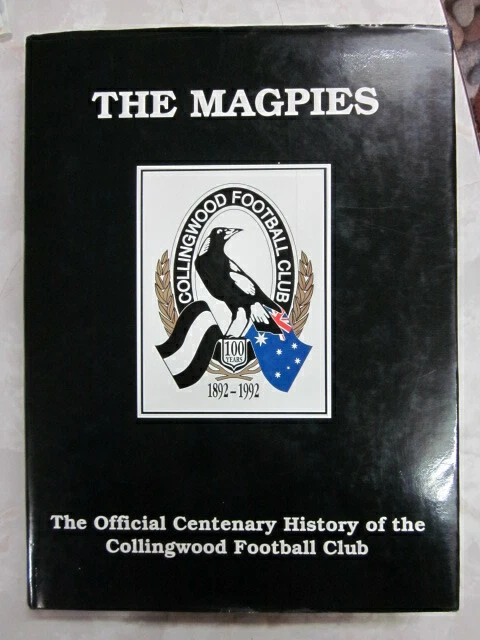 THE MAGPIES
COLLINGWOOD FOOTBALL CLUB
100
YEARS
1892-1992
The Official Centenary History of the
Collingwood Football Club